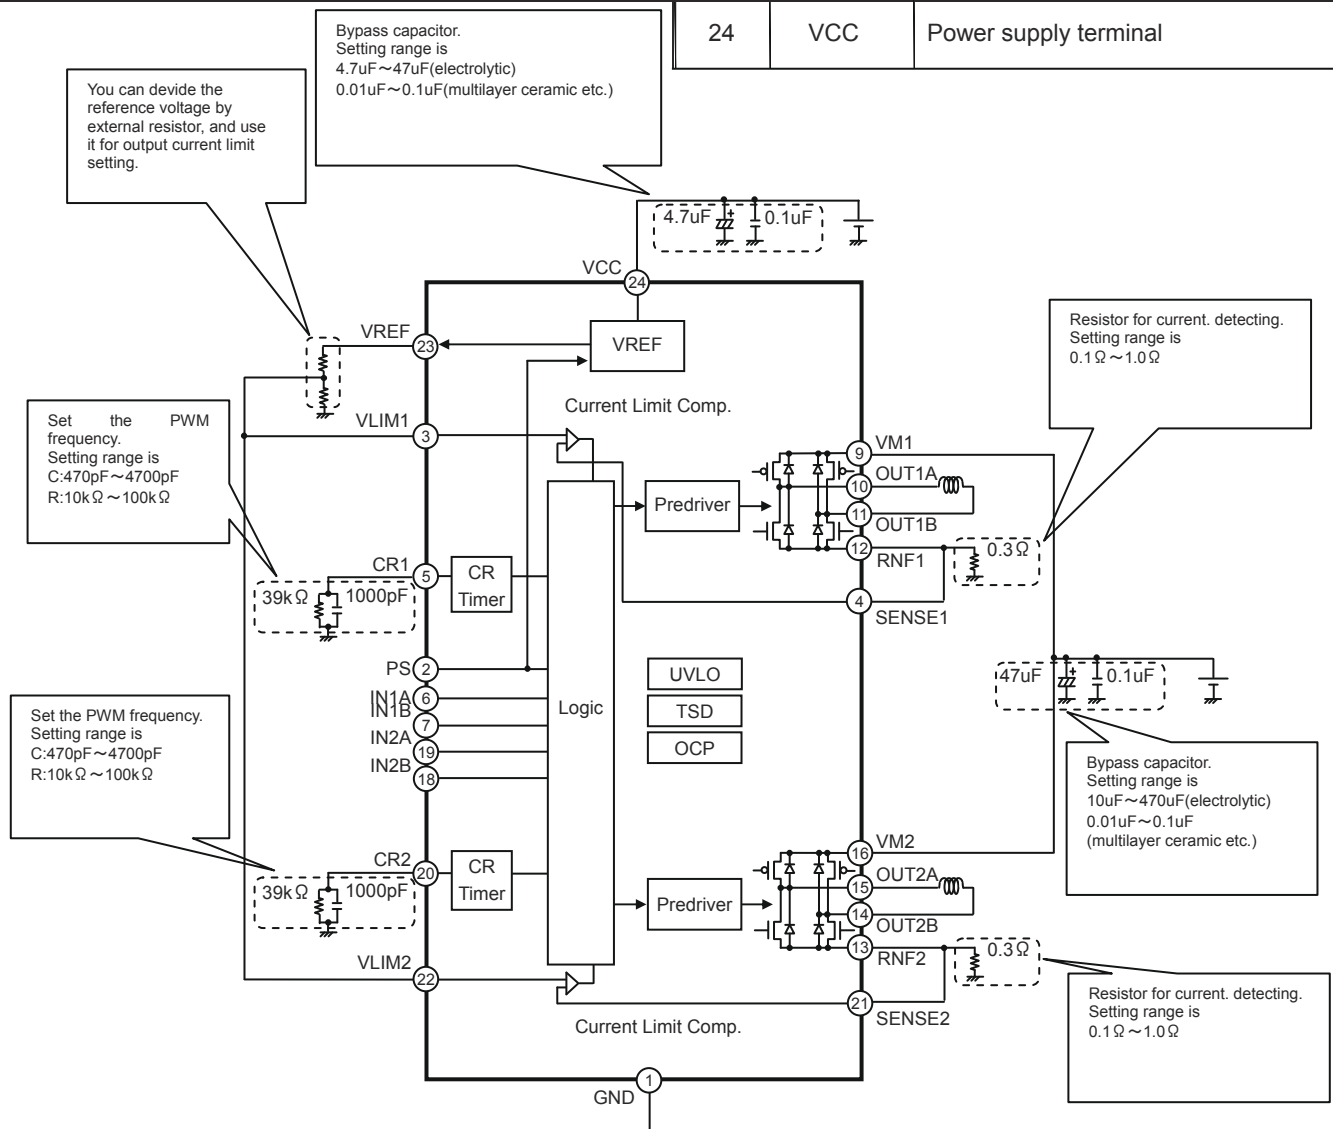 24 VCC Power supply terminal
Bypass capacitor.
Setting range is
4.7uF～47uF(electrolytic)
0.01uF～0.1uF(multilayer ceramic etc.)
You can devide the
reference voltage by
external resistor, and use
it for output current limit
setting.
4.7uF + 0.1uF
VCC
24
VREF
23
VREF
Resistor for current. detecting.
Setting range is
0.1Ω～1.0Ω
Current Limit Comp.
Set the PWM
frequency.
Setting range is
C:470pF～4700pF
R:10kΩ～100kΩ
VLIM1
3
VM1
9
OUT1A
10
Predriver
11
OUT1B
12
RNF1
0.3Ω
CR1
5
CR
Timer
39kΩ 1000pF
4
SENSE1
PS
2
UVLO
47uF + 0.1uF
IN1A
6
IN1B
7
Logic
TSD
IN2A
19
OCP
IN2B
18
Set the PWM frequency.
Setting range is
C:470pF～4700pF
R:10kΩ～100kΩ
Bypass capacitor.
Setting range is
10uF～470uF(electrolytic)
0.01uF～0.1uF
(multilayer ceramic etc.)
VM2
16
CR2
20
CR
Timer
39kΩ 1000pF
OUT2A
15
Predriver
14
OUT2B
13
RNF2
0.3Ω
VLIM2
22
21
SENSE2
Current Limit Comp.
Resistor for current. detecting.
Setting range is
0.1Ω～1.0Ω
1
GND